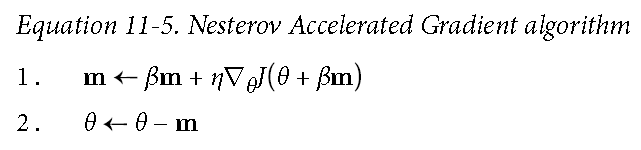 Equation 11-5. Nesterov Accelerated Gradient algorithm
1. m ← βm + η∇θJ(θ + βm)
2. θ ← θ – m